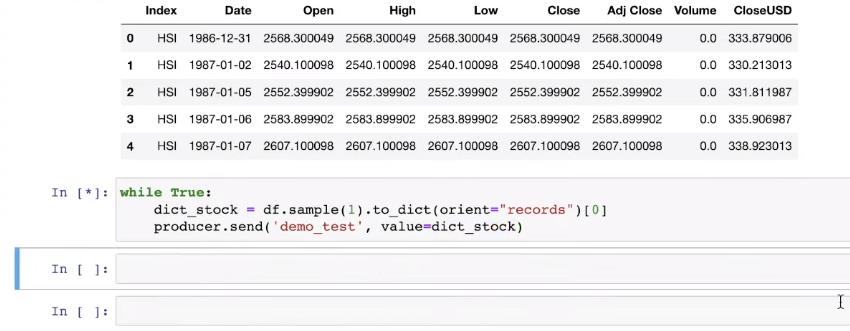 Index Date Open High Low Close Adj Close Volume CloseUSD
0 HSI 1986-12-31 2568.300049 2568.300049 2568.300049 2568.300049 2568.300049 0.0 333.879006
1 HSI 1987-01-02 2540.100098 2540.100098 2540.100098 2540.100098 2540.100098 0.0 330.213013
2 HSI 1987-01-05 2552.399902 2552.399902 2552.399902 2552.399902 2552.399902 0.0 331.811987
3 HSI 1987-01-06 2583.899902 2583.899902 2583.899902 2583.899902 2583.899902 0.0 335.906987
4 HSI 1987-01-07 2607.100098 2607.100098 2607.100098 2607.100098 2607.100098 0.0 338.923013
In [*]: while True:
dict_stock = df.sample(1).to_dict(orient="records")[0]
producer.send('demo_test', value=dict_stock)
In [ ]:
In [ ]: